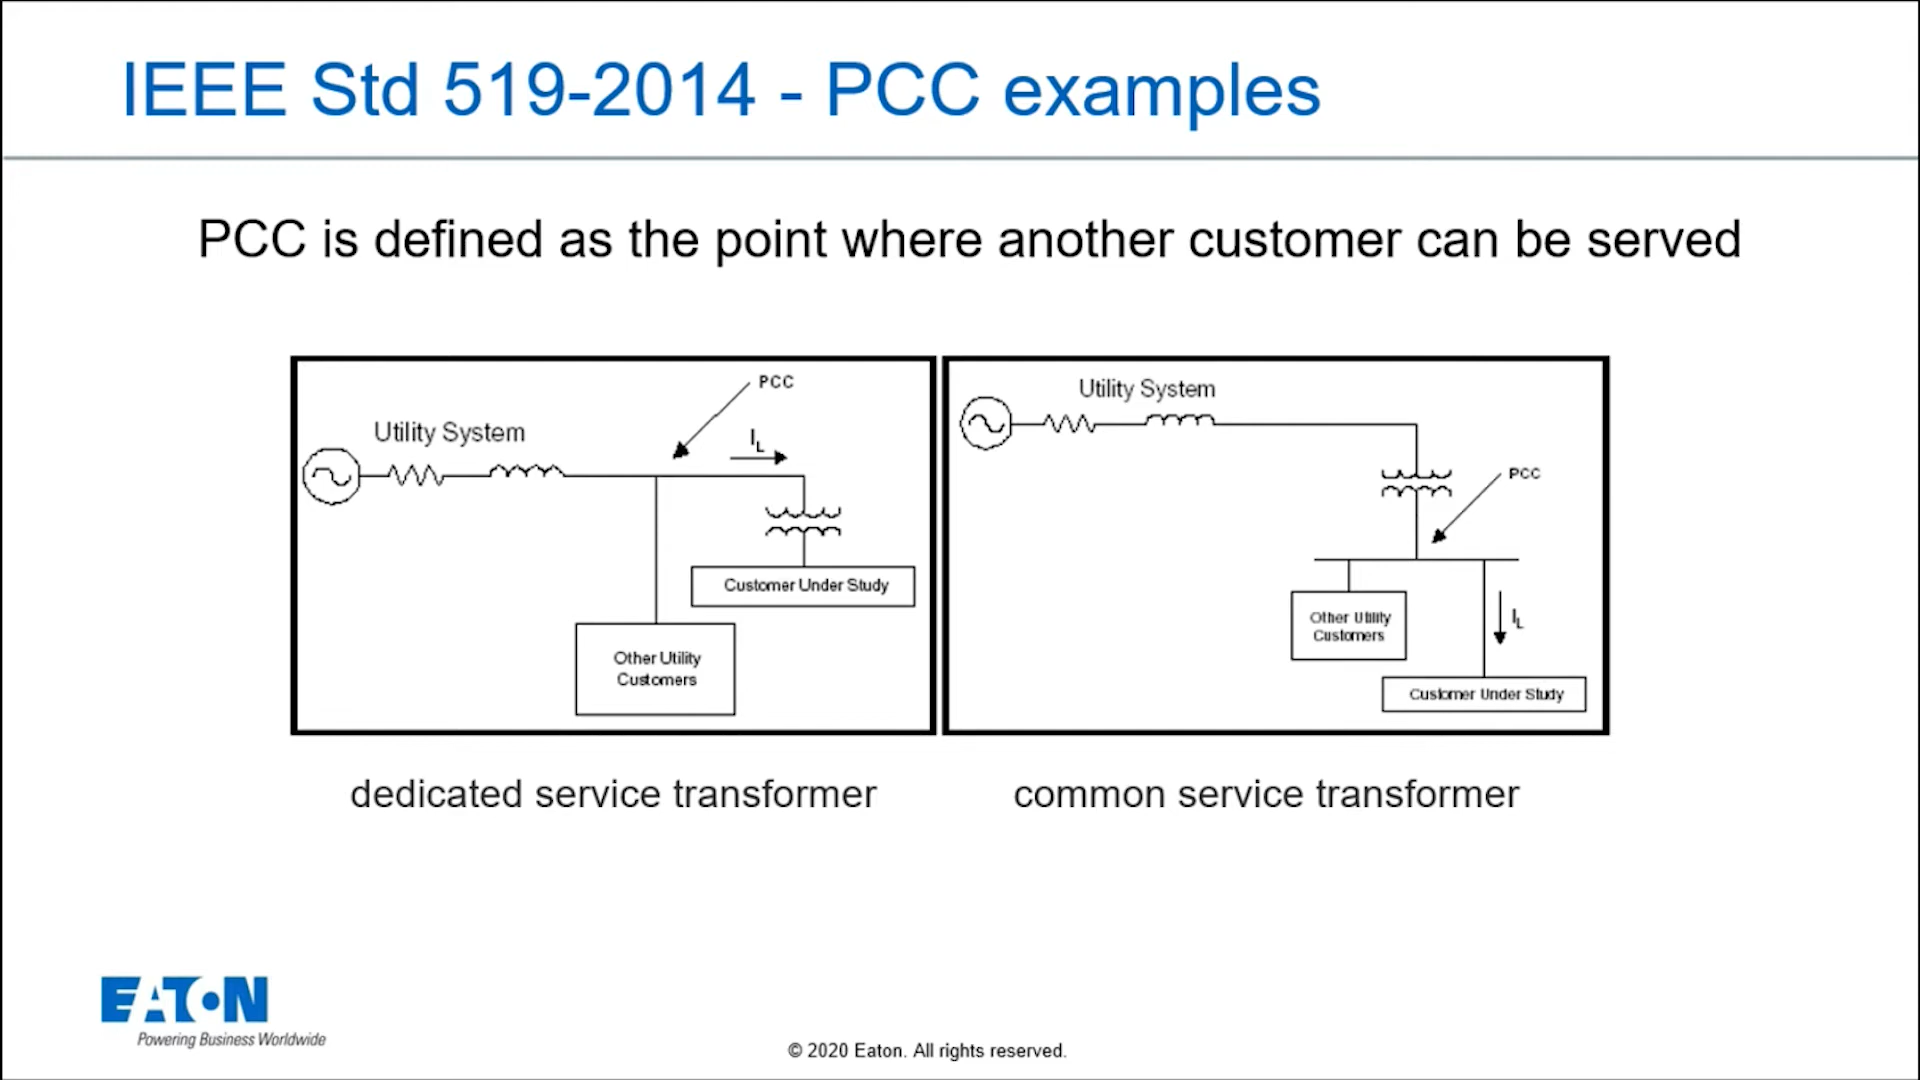 IEEE Std 519-2014 - PCC examples
PCC is defined as the point where another customer can be served
PCC
Utility System
IL
Customer Under Study
Other Utility
Customers
Utility System
PCC
Other Utility
Customers
IL
Customer Under Study
dedicated service transformer
common service transformer
EATON
Powering Business Worldwide
© 2020 Eaton. All rights reserved.